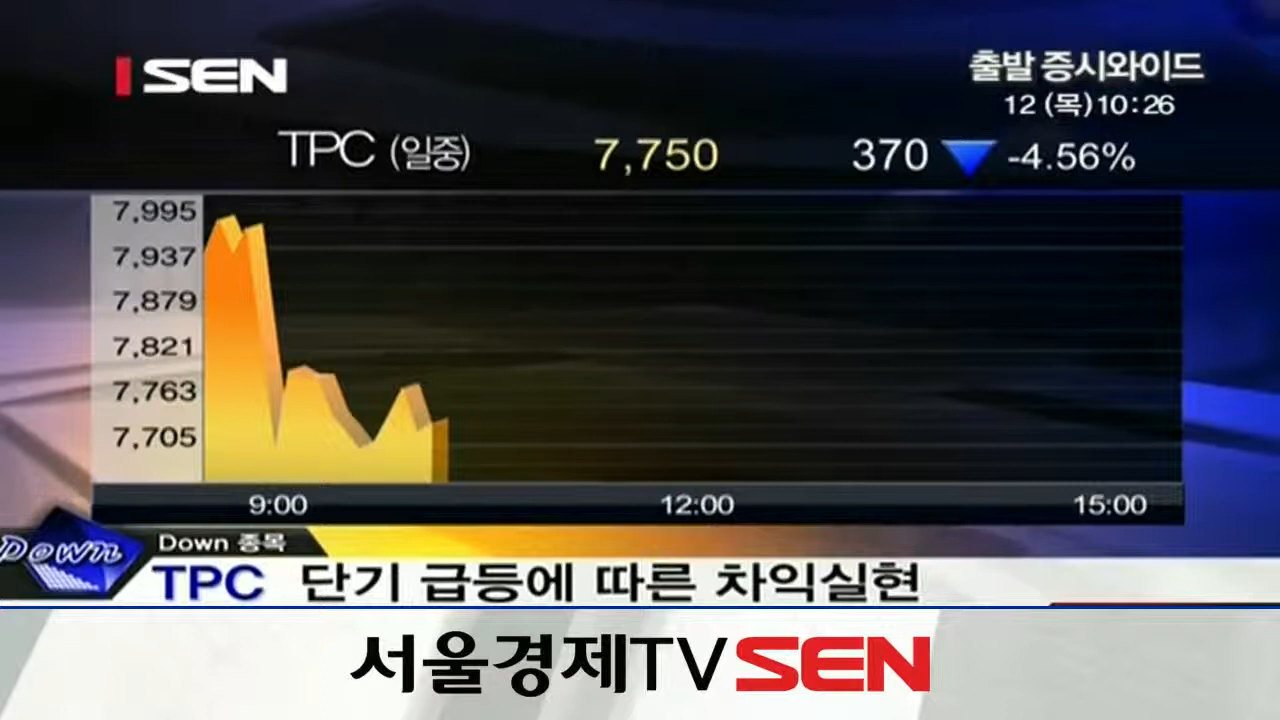 SEN
출발 증시와이드
12 (목) 10:26
TPC (일중) 7,750 370 ▼ -4.56%
7,995
7,937
7,879
7,821
7,763
7,705
9:00 12:00 15:00
Down
Down 종목
TPC 단기 급등에 따른 차익실현
서울경제TV SEN